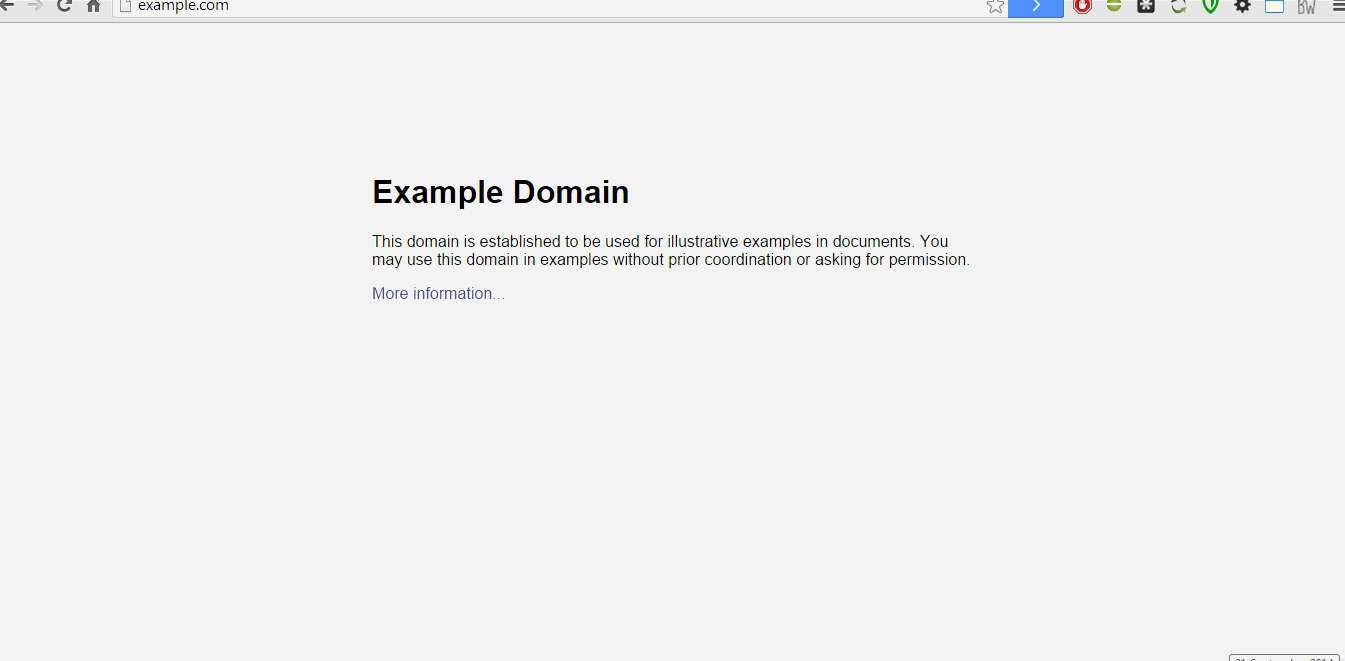 example.com
BW
Example Domain
This domain is established to be used for illustrative examples in documents. You
may use this domain in examples without prior coordination or asking for permission.
More information...